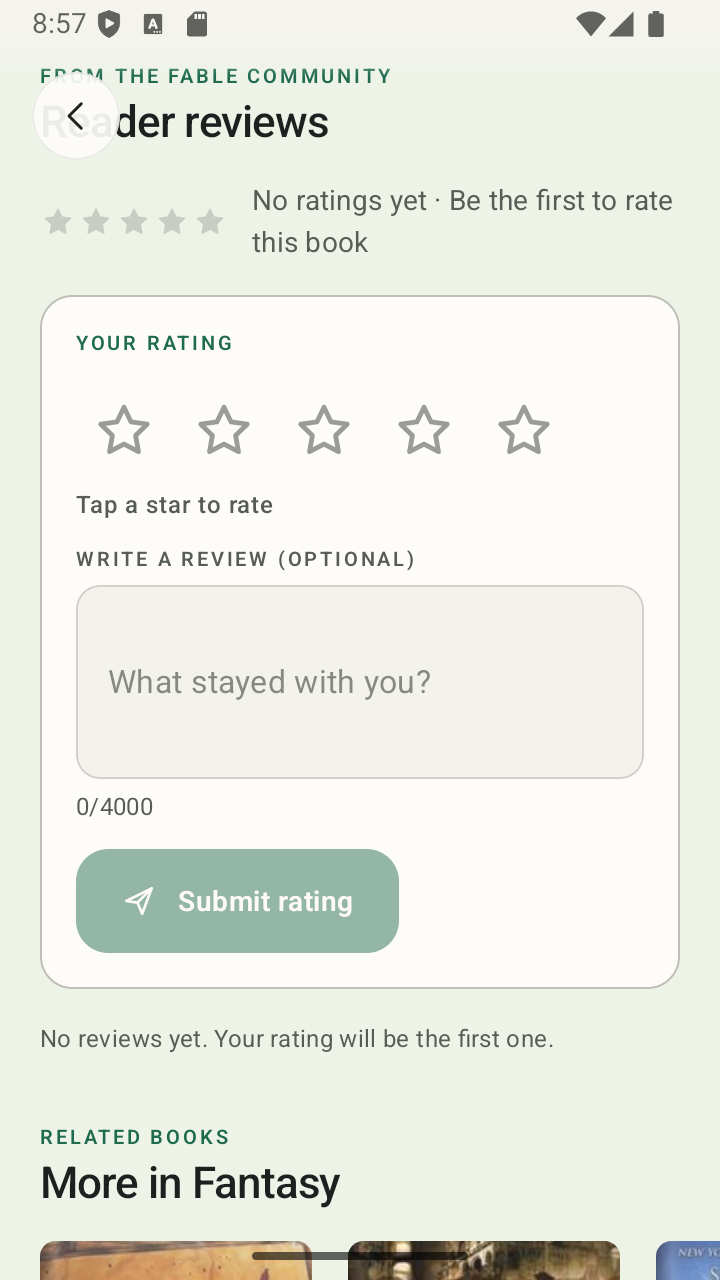 8:57
FROM THE FABLE COMMUNITY
Reader reviews
No ratings yet · Be the first to rate
this book
YOUR RATING
Tap a star to rate
WRITE A REVIEW (OPTIONAL)
What stayed with you?
0/4000
Submit rating
No reviews yet. Your rating will be the first one.
RELATED BOOKS
More in Fantasy